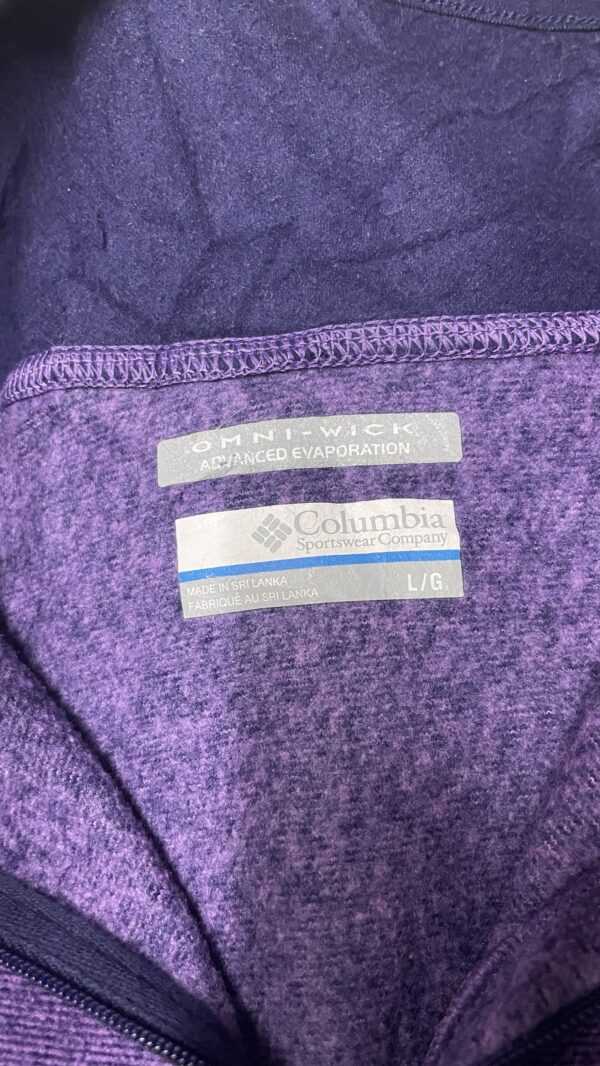 OMNI-WICK
ADVANCED EVAPORATION
Columbia
Sportswear Company
MADE IN SRI LANKA
FABRIQUÉ AU SRI LANKA
L/G